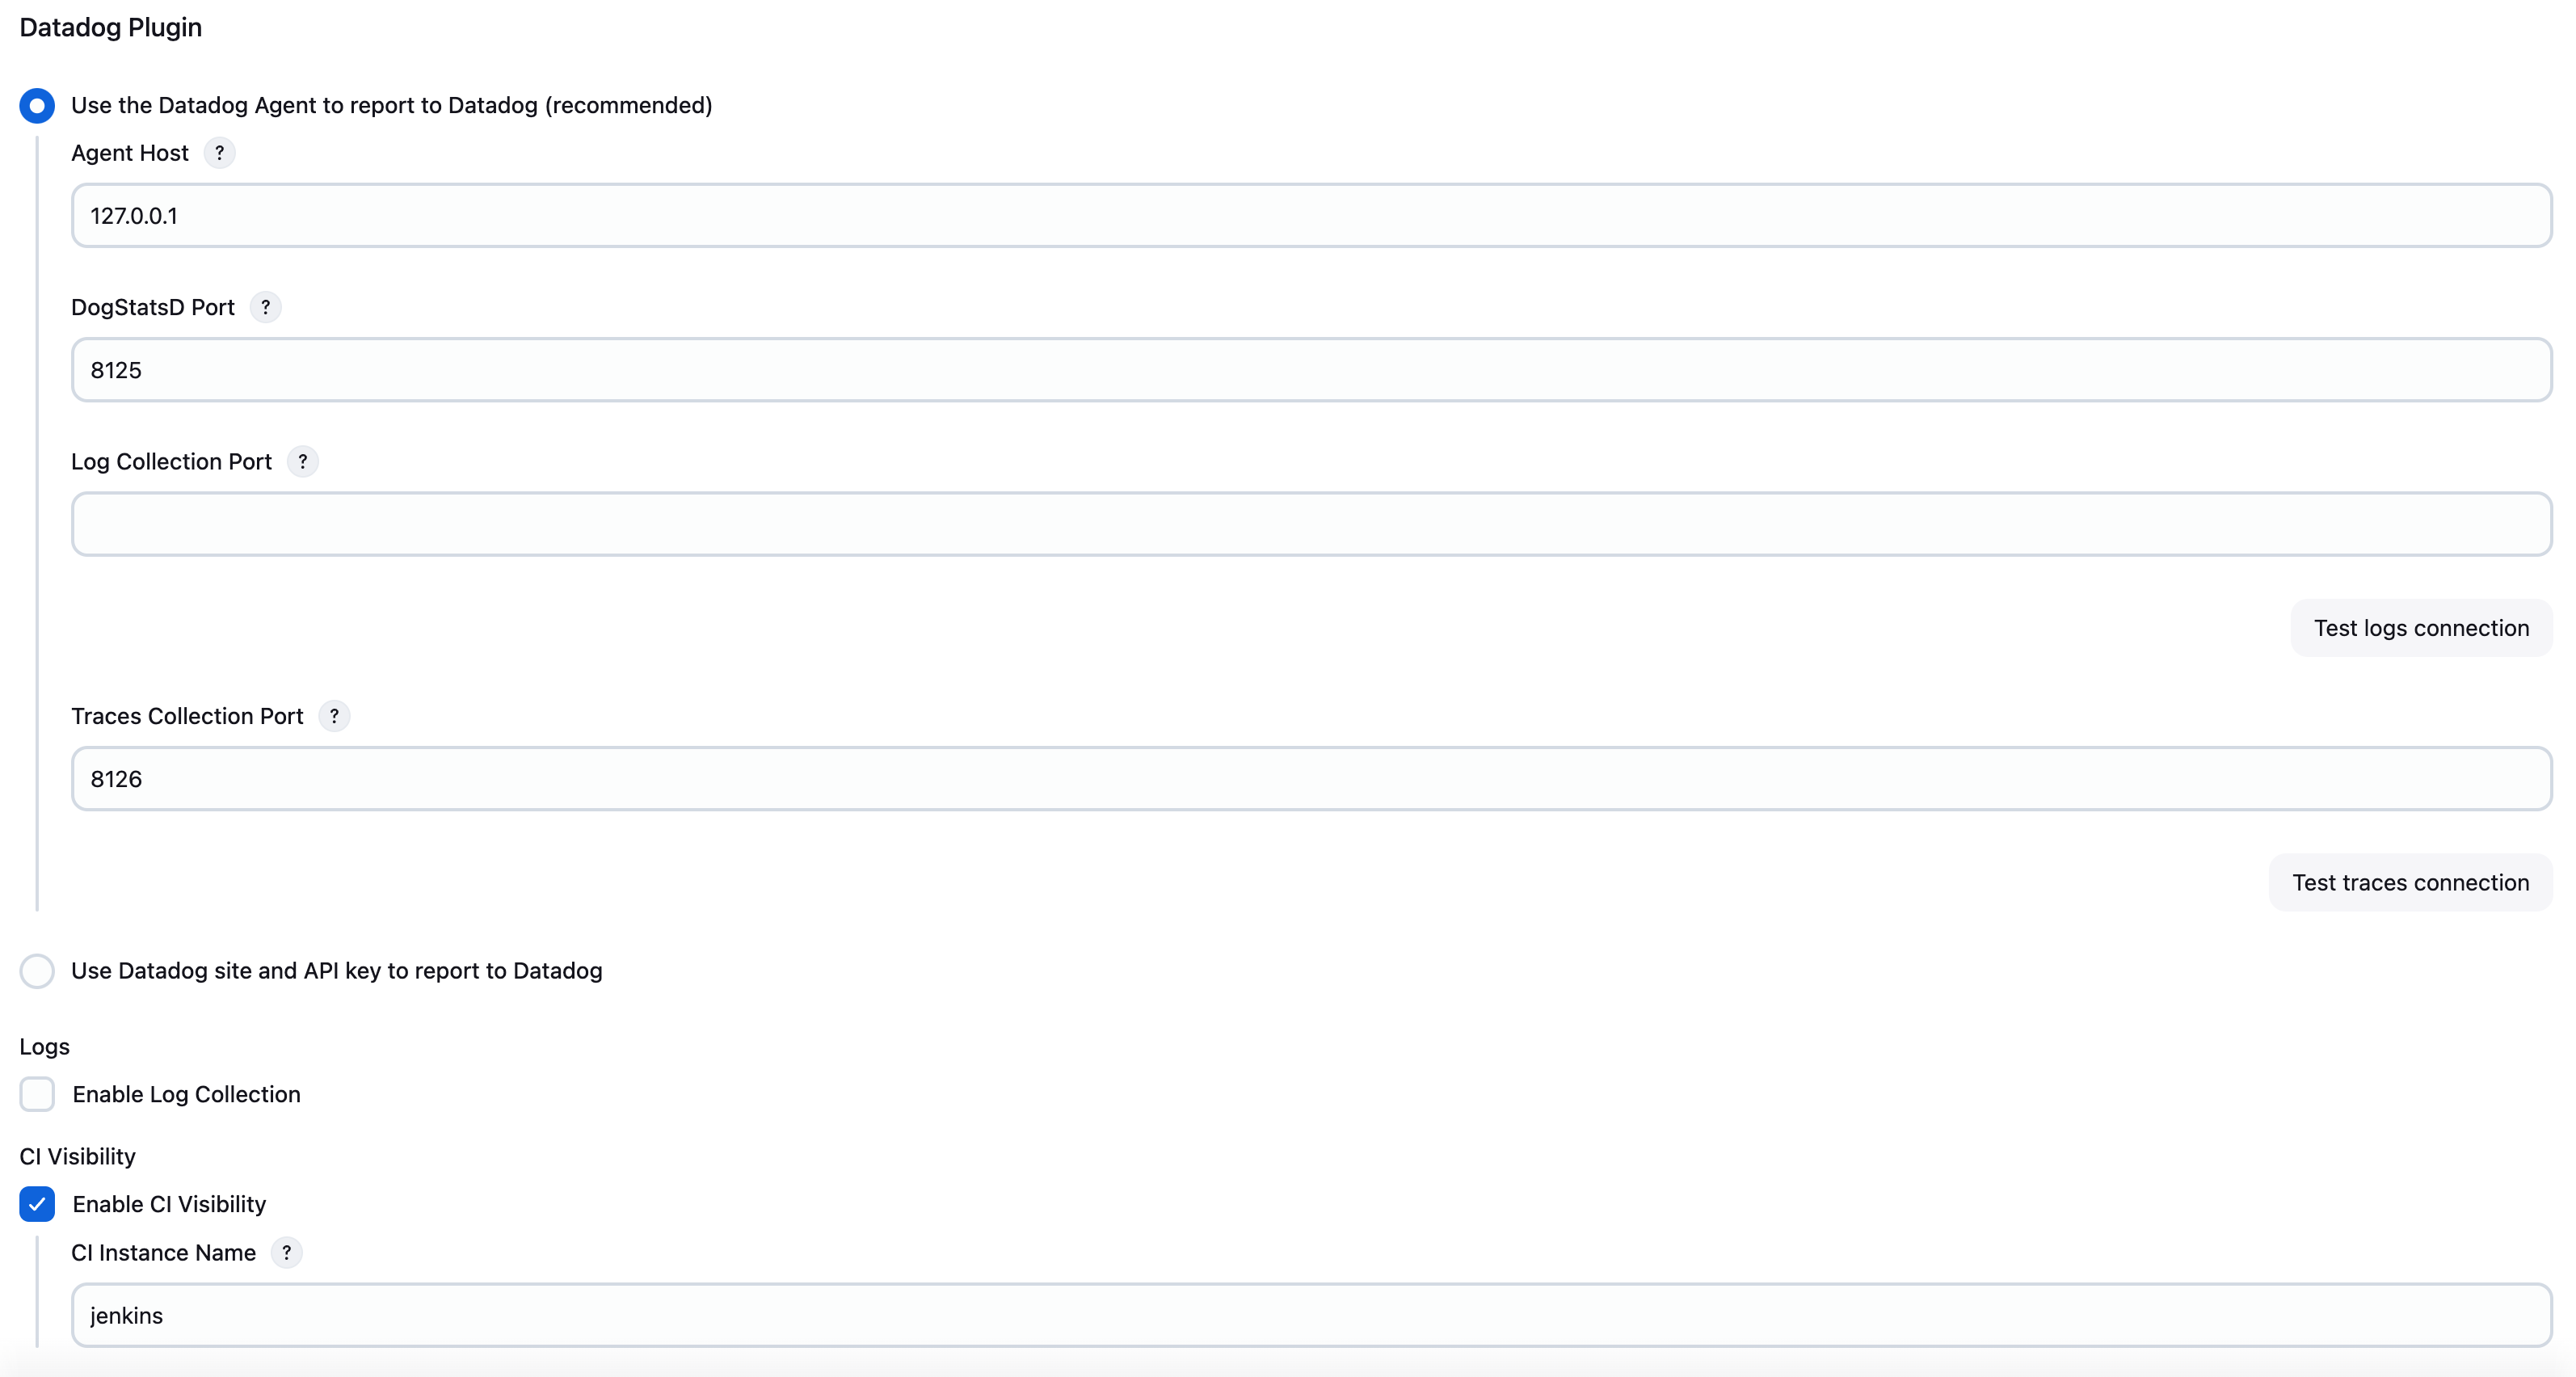 Datadog Plugin
Use the Datadog Agent to report to Datadog (recommended)
Agent Host ?
127.0.0.1
DogStatsD Port ?
8125
Log Collection Port ?
Test logs connection
Traces Collection Port ?
8126
Test traces connection
Use Datadog site and API key to report to Datadog
Logs
Enable Log Collection
CI Visibility
Enable CI Visibility
CI Instance Name ?
jenkins